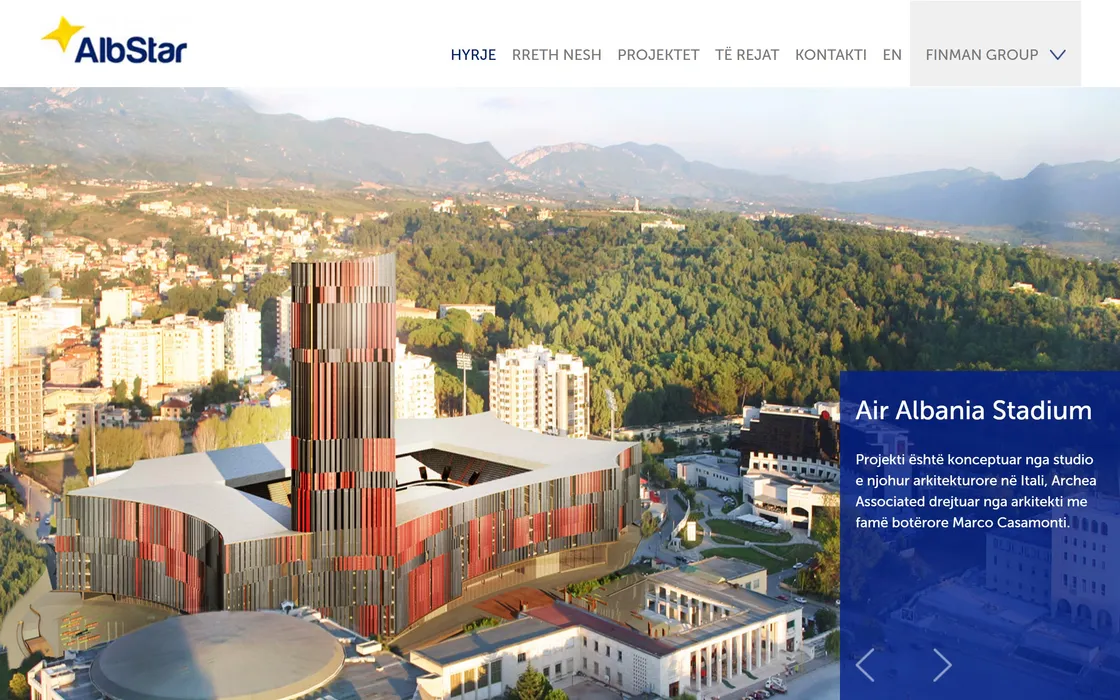 AlbStar
HYRJE RRETH NESH PROJEKTET TË REJAT KONTAKTI EN FINMAN GROUP
Air Albania Stadium
Projekti është konceptuar nga studio
e njohur arkitekturore në Itali, Archea
Associated drejtuar nga arkitekti me
famë botërore Marco Casamonti.